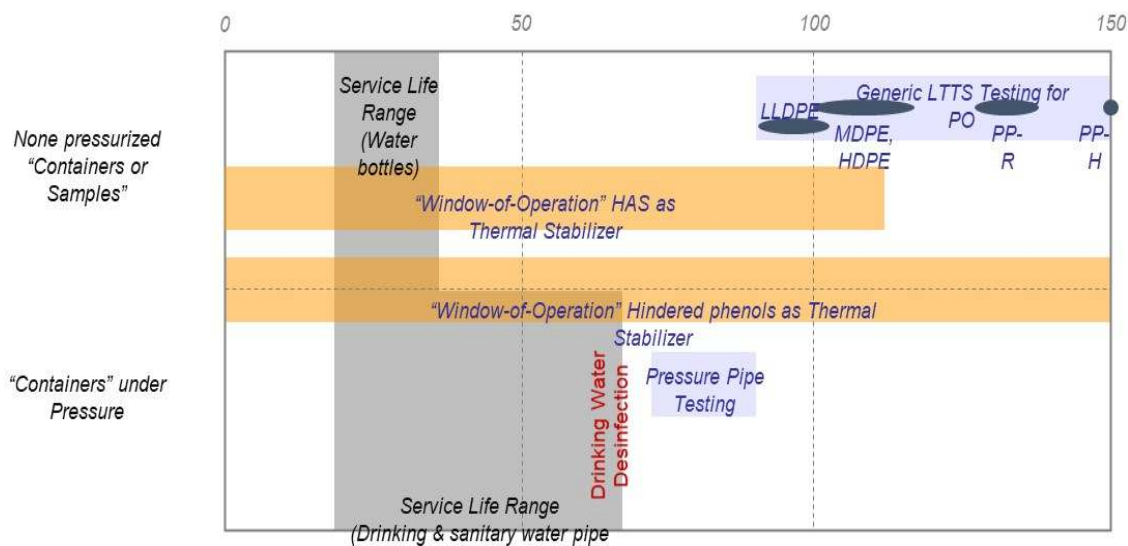 0 50 100 150
Service Life
Range
(Water
bottles)
Generic LTTS Testing for
PO
LLDPE
MDPE,
HDPE
PP-
R
PP-
H
None pressurized
“Containers or
Samples”
“Window-of-Operation” HAS as
Thermal Stabilizer
“Window-of-Operation” Hindered phenols as Thermal
Stabilizer
“Containers” under
Pressure
Drinking Water
Desinfection
Pressure Pipe
Testing
Service Life Range
(Drinking & sanitary water pipe